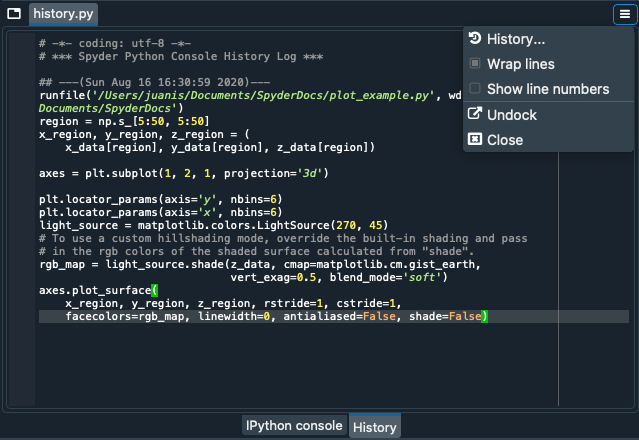 history.py
# -*- coding: utf-8 -*-
# *** Spyder Python Console History Log ***
## ---(Sun Aug 16 16:30:59 2020)---
runfile('/Users/juanis/Documents/SpyderDocs/plot_example.py', wd
Documents/SpyderDocs')
region = np.s_[5:50, 5:50]
x_region, y_region, z_region = (
    x_data[region], y_data[region], z_data[region])
axes = plt.subplot(1, 2, 1, projection='3d')
plt.locator_params(axis='y', nbins=6)
plt.locator_params(axis='x', nbins=6)
light_source = matplotlib.colors.LightSource(270, 45)
# To use a custom hillshading mode, override the built-in shading and pass
# in the rgb colors of the shaded surface calculated from "shade".
rgb_map = light_source.shade(z_data, cmap=matplotlib.cm.gist_earth,
                             vert_exag=0.5, blend_mode='soft')
axes.plot_surface(
    x_region, y_region, z_region, rstride=1, cstride=1,
    facecolors=rgb_map, linewidth=0, antialiased=False, shade=False)
History...
Wrap lines
Show line numbers
Undock
Close
IPython console
History